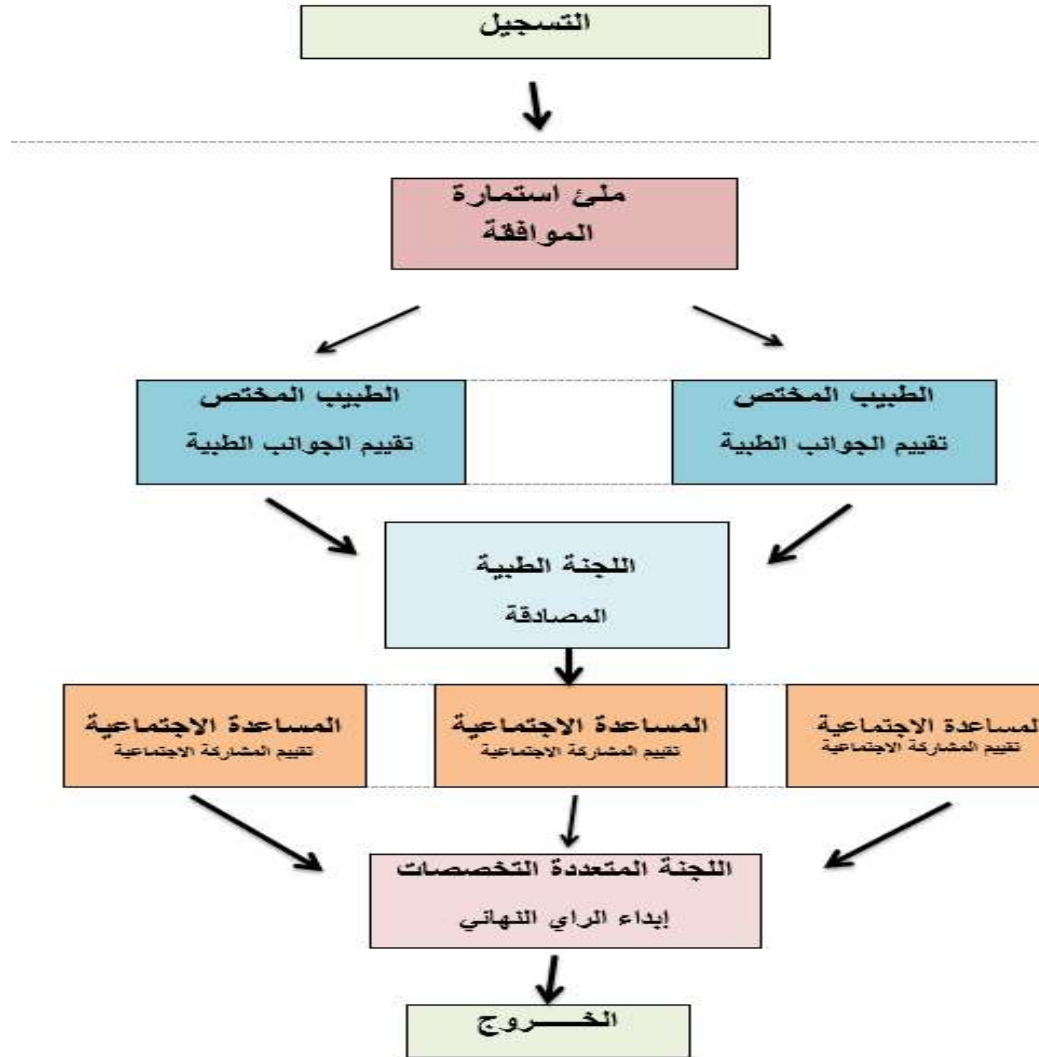 التسجيل
ملئ استمارة
الموافقة
الطبيب المختص
تقييم الجوانب الطبية
الطبيب المختص
تقييم الجوانب الطبية
اللجنة الطبية
المصادقة
المساعدة الاجتماعية
تقييم المشاركة الاجتماعية
المساعدة الاجتماعية
تقييم المشاركة الاجتماعية
المساعدة الاجتماعية
تقييم المشاركة الاجتماعية
اللجنة المتعددة التخصصات
إبداء الراي النهائي
الخـــــروج